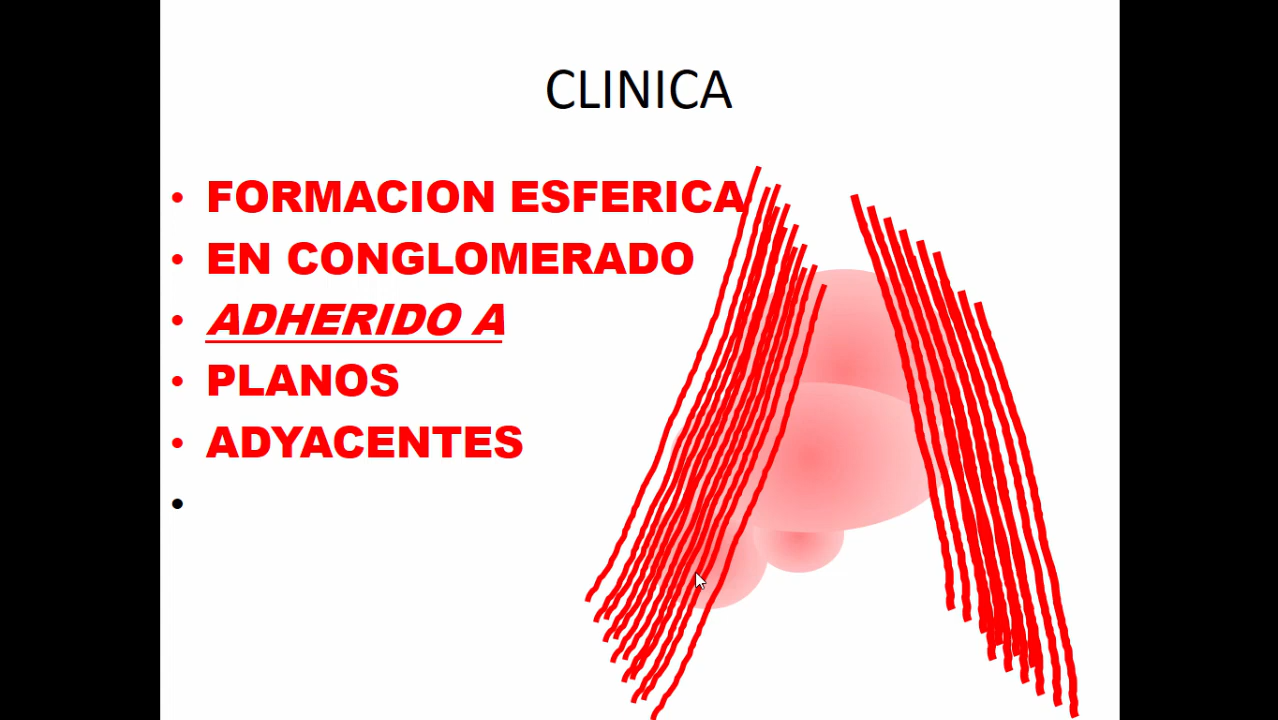 CLINICA
• FORMACION ESFERICA
• EN CONGLOMERADO
• ADHERIDO A
• PLANOS
• ADYACENTES
•